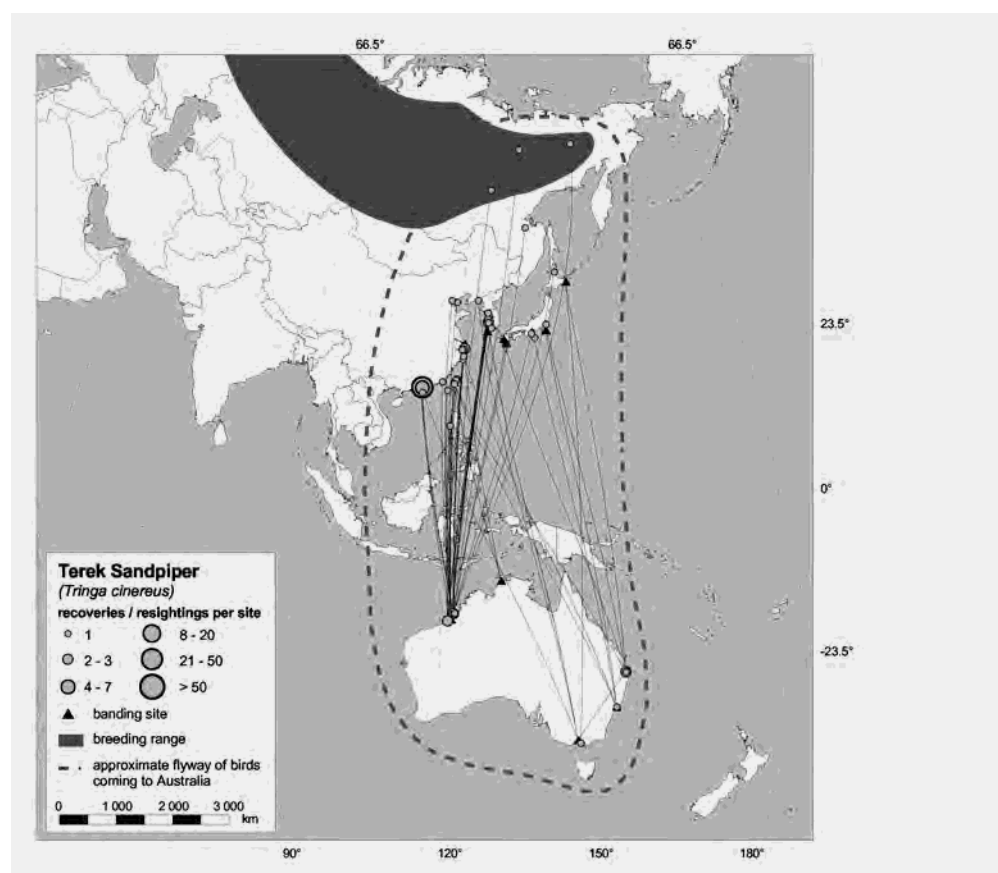 66.5° 66.5°
23.5°
0°
-23.5°
Terek Sandpiper
(Tringa cinereus)
recoveries / resightings per site
1 8 - 20
2 - 3 21 - 50
4 - 7 > 50
banding site
breeding range
approximate flyway of birds
coming to Australia
0 1 000 2 000 3 000
km
90° 120° 150° 180°